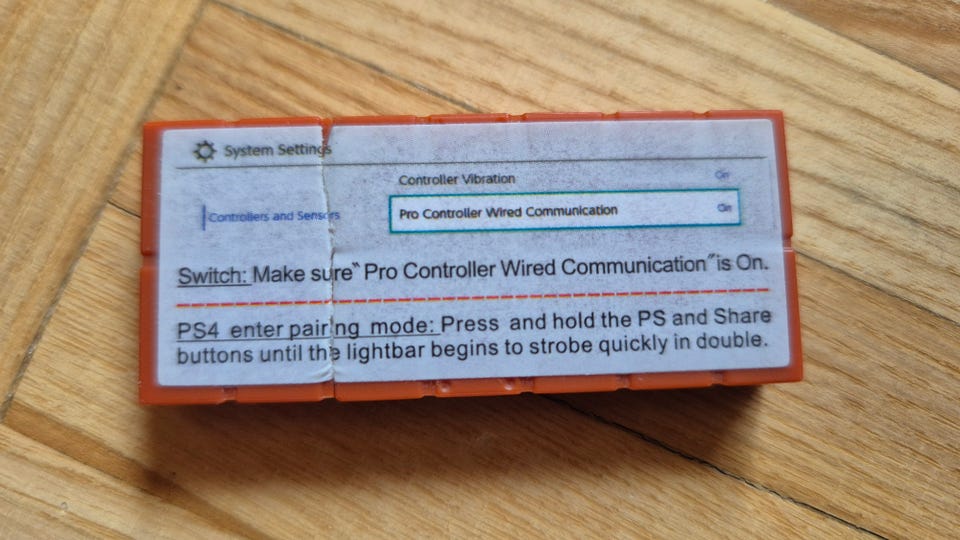 System Settings
Controller Vibration On
Controllers and Sensors
Pro Controller Wired Communication On
Switch: Make sure‶Pro Controller Wired Communication″is On.
PS4 enter pairing mode: Press and hold the PS and Share
buttons until the lightbar begins to strobe quickly in double.